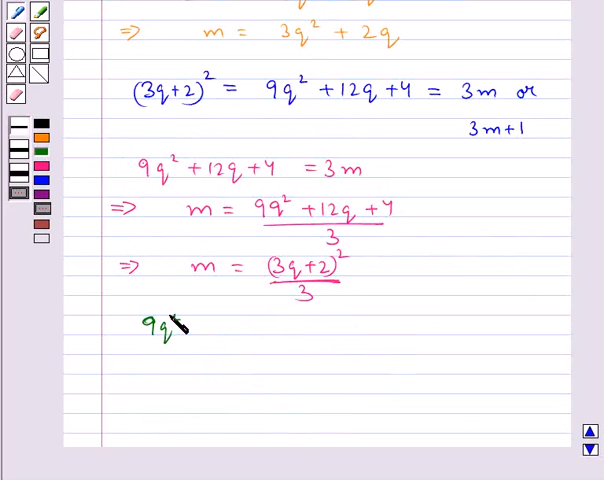 ⇒ m = 3q² + 2q
(3q+2)² = 9q² + 12q + 4 = 3m or
3m+1
9q² + 12q + 4 = 3m
⇒ m = 9q² + 12q + 4
3
⇒ m = (3q+2)²
3
9q²